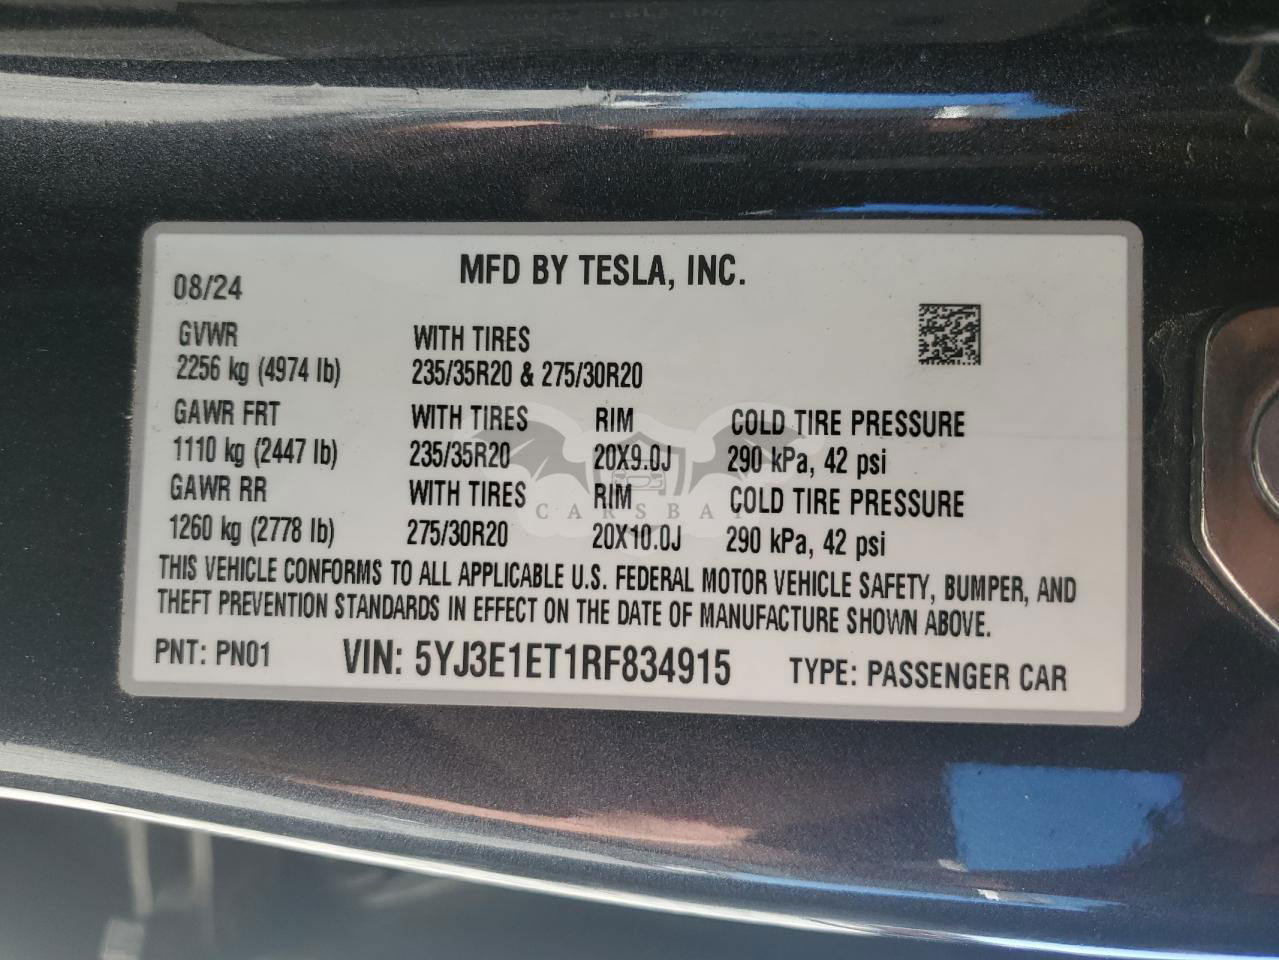 MFD BY TESLA, INC.
08/24
GVWR WITH TIRES
2256 kg (4974 lb) 235/35R20 & 275/30R20
GAWR FRT WITH TIRES RIM COLD TIRE PRESSURE
1110 kg (2447 lb) 235/35R20 20X9.0J 290 kPa, 42 psi
GAWR RR WITH TIRES RIM COLD TIRE PRESSURE
CARSBAT
1260 kg (2778 lb) 275/30R20 20X10.0J 290 kPa, 42 psi
THIS VEHICLE CONFORMS TO ALL APPLICABLE U.S. FEDERAL MOTOR VEHICLE SAFETY, BUMPER, AND
THEFT PREVENTION STANDARDS IN EFFECT ON THE DATE OF MANUFACTURE SHOWN ABOVE.
PNT: PN01 VIN: 5YJ3E1ET1RF834915 TYPE: PASSENGER CAR